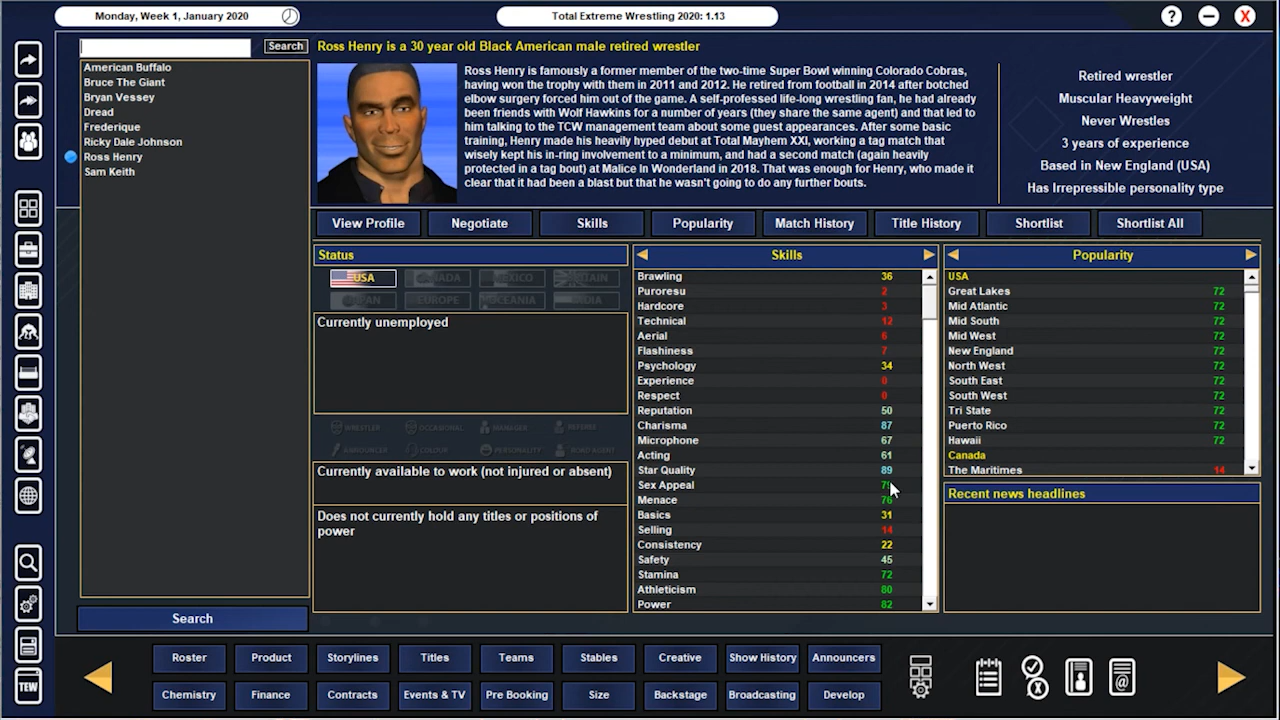 Monday, Week 1, January 2020
Total Extreme Wrestling 2020: 1.13
?
X
Search
American Buffalo
Bruce The Giant
Bryan Vessey
Dread
Frederique
Ricky Dale Johnson
Ross Henry
Sam Keith
Search
Ross Henry is a 30 year old Black American male retired wrestler
Ross Henry is famously a former member of the two-time Super Bowl winning Colorado Cobras,
having won the trophy with them in 2011 and 2012. He retired from football in 2014 after botched
elbow surgery forced him out of the game. A self-professed life-long wrestling fan, he had already
been friends with Wolf Hawkins for a number of years (they share the same agent) and that led to
him talking to the TCW management team about some guest appearances. After some basic
training, Henry made his heavily hyped debut at Total Mayhem XXI, working a tag match that
wisely kept his in-ring involvement to a minimum, and had a second match (again heavily
protected in a tag bout) at Malice In Wonderland in 2018. That was enough for Henry, who made it
clear that it had been a blast but that he wasn't going to do any further bouts.
Retired wrestler
Muscular Heavyweight
Never Wrestles
3 years of experience
Based in New England (USA)
Has Irrepressible personality type
View Profile
Negotiate
Skills
Popularity
Match History
Title History
Shortlist
Shortlist All
Status
USA
CANADA
MEXICO
BRITAIN
JAPAN
EUROPE
OCEANIA
INDIA
Currently unemployed
WRESTLER
OCCASIONAL
MANAGER
REFEREE
ANNOUNCER
COLOUR
PERSONALITY
ROAD AGENT
Currently available to work (not injured or absent)
Does not currently hold any titles or positions of
power
Skills
Brawling 36
Puroresu 2
Hardcore 3
Technical 12
Aerial 6
Flashiness 7
Psychology 34
Experience 0
Respect 0
Reputation 50
Charisma 87
Microphone 67
Acting 61
Star Quality 89
Sex Appeal
Menace 76
Basics 31
Selling 14
Consistency 22
Safety 45
Stamina 72
Athleticism 80
Power 82
Popularity
USA
Great Lakes 72
Mid Atlantic 72
Mid South 72
Mid West 72
New England 72
North West 72
South East 72
South West 72
Tri State 72
Puerto Rico 72
Hawaii 72
Canada
The Maritimes 14
Recent news headlines
TEW
Roster
Product
Storylines
Titles
Teams
Stables
Creative
Show History
Announcers
Chemistry
Finance
Contracts
Events & TV
Pre Booking
Size
Backstage
Broadcasting
Develop